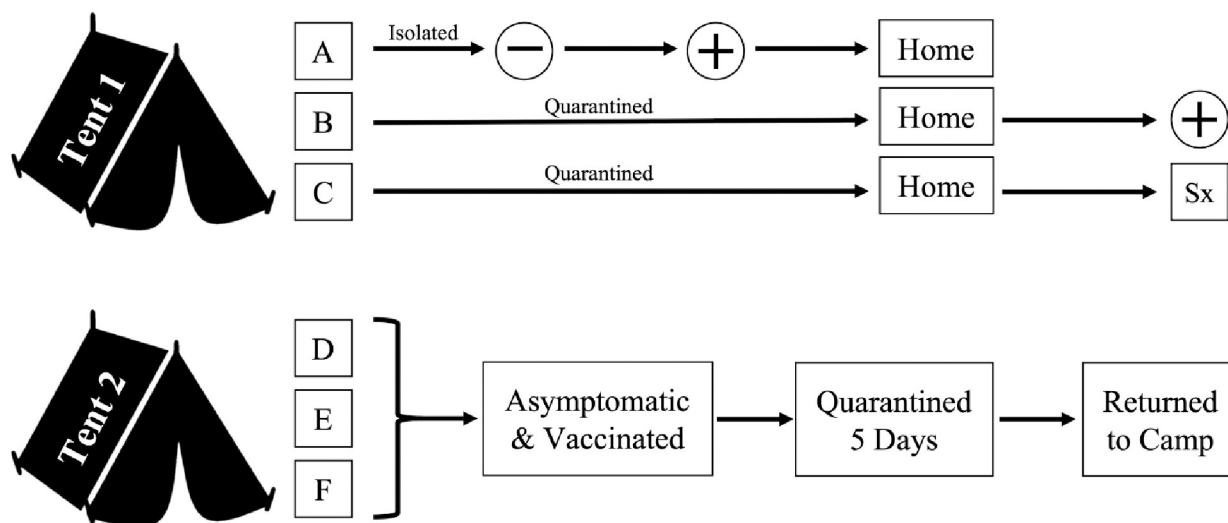 Tent 1
A
Isolated
−
+
Home
B
Quarantined
Home
+
C
Quarantined
Home
Sx
Tent 2
D
E
F
Asymptomatic
& Vaccinated
Quarantined
5 Days
Returned
to Camp